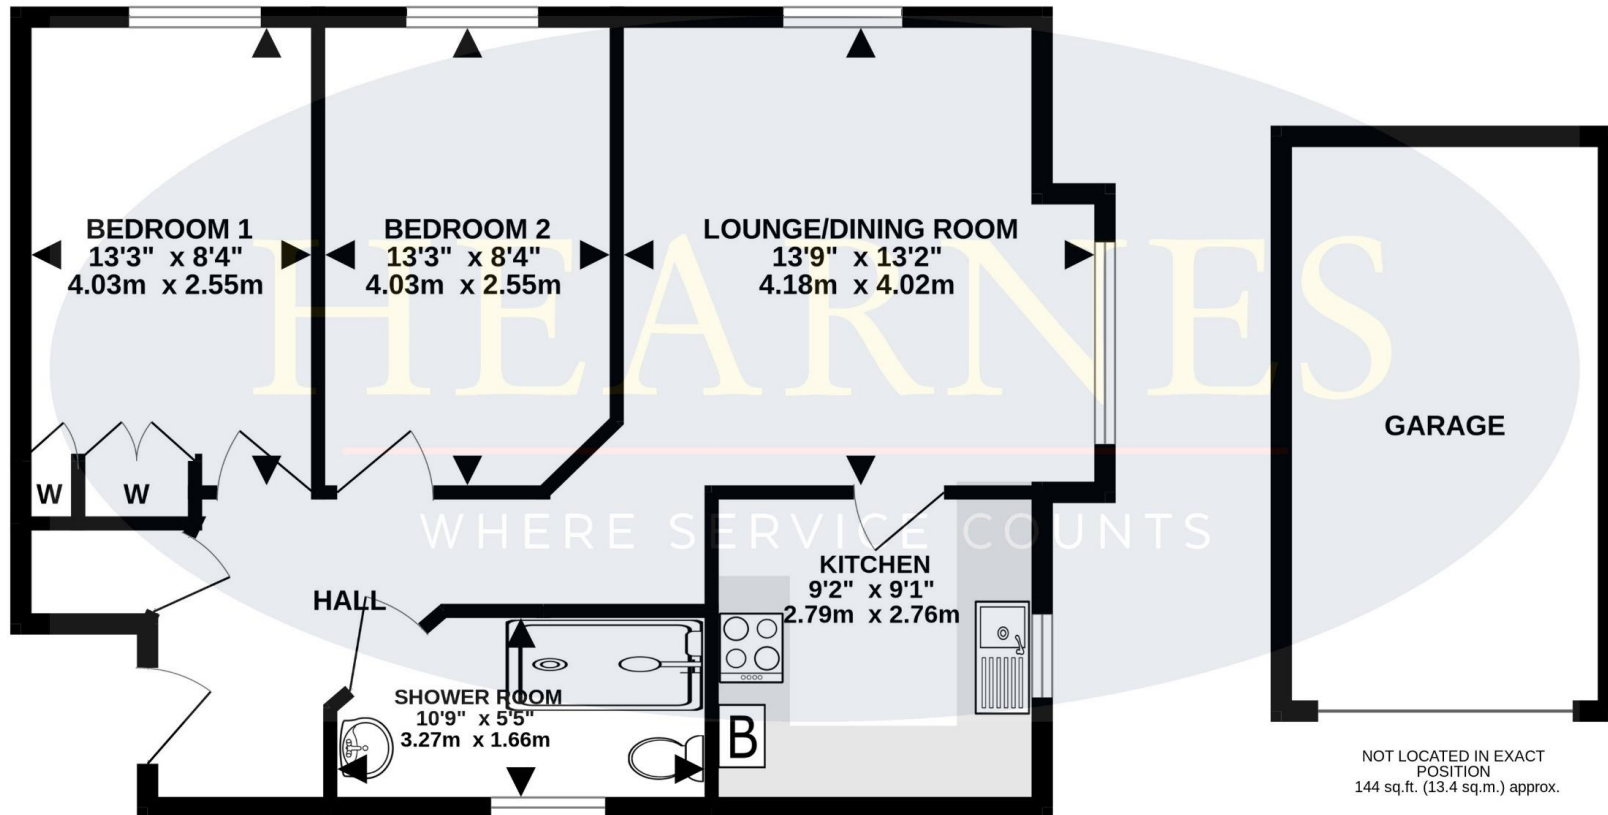 BEDROOM 1
13'3" x 8'4"
4.03m x 2.55m
BEDROOM 2
13'3" x 8'4"
4.03m x 2.55m
LOUNGE/DINING ROOM
13'9" x 13'2"
4.18m x 4.02m
HEARNES
WHERE SERVICE COUNTS
GARAGE
W
W
HALL
KITCHEN
9'2" x 9'1"
2.79m x 2.76m
SHOWER ROOM
10'9" x 5'5"
3.27m x 1.66m
B
NOT LOCATED IN EXACT
POSITION
144 sq.ft. (13.4 sq.m.) approx.